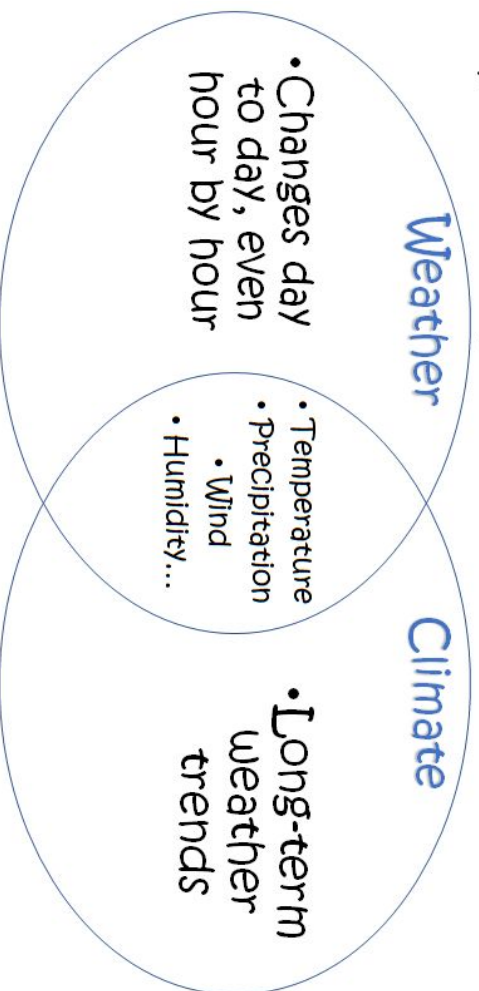 Weather
•Changes day
to day, even
hour by hour
• Temperature
• Precipitation
• Wind
• Humidity...
Climate
•Long-term
weather
trends